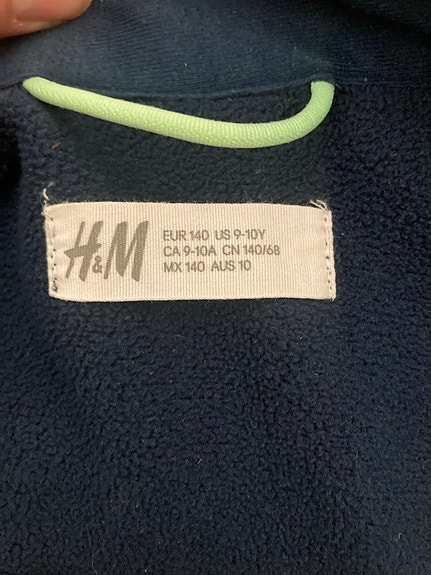 H&M
EUR 140 US 9-10Y
CA 9-10A CN 140/68
MX 140 AUS 10